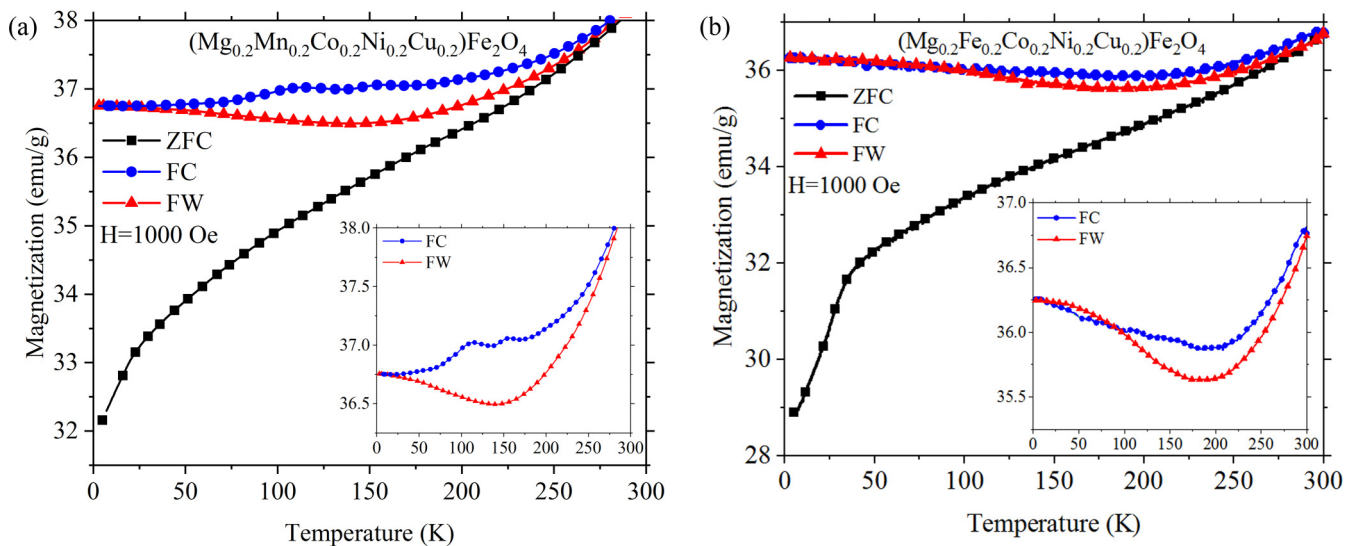 (a)
(Mg0.2Mn0.2Co0.2Ni0.2Cu0.2)Fe2O4
Magnetization (emu/g)
38
37
36
35
34
33
32
ZFC
FC
FW
H=1000 Oe
0
50
100
150
200
250
300
Temperature (K)
FC
FW
38.0
37.5
37.0
36.5
0
50
100
150
200
250
300
(b)
(Mg0.2Fe0.2Co0.2Ni0.2Cu0.2)Fe2O4
Magnetization (emu/g)
36
34
32
30
28
ZFC
FC
FW
H=1000 Oe
0
50
100
150
200
250
300
Temperature (K)
FC
FW
37.0
36.5
36.0
35.5
0
50
100
150
200
250
300